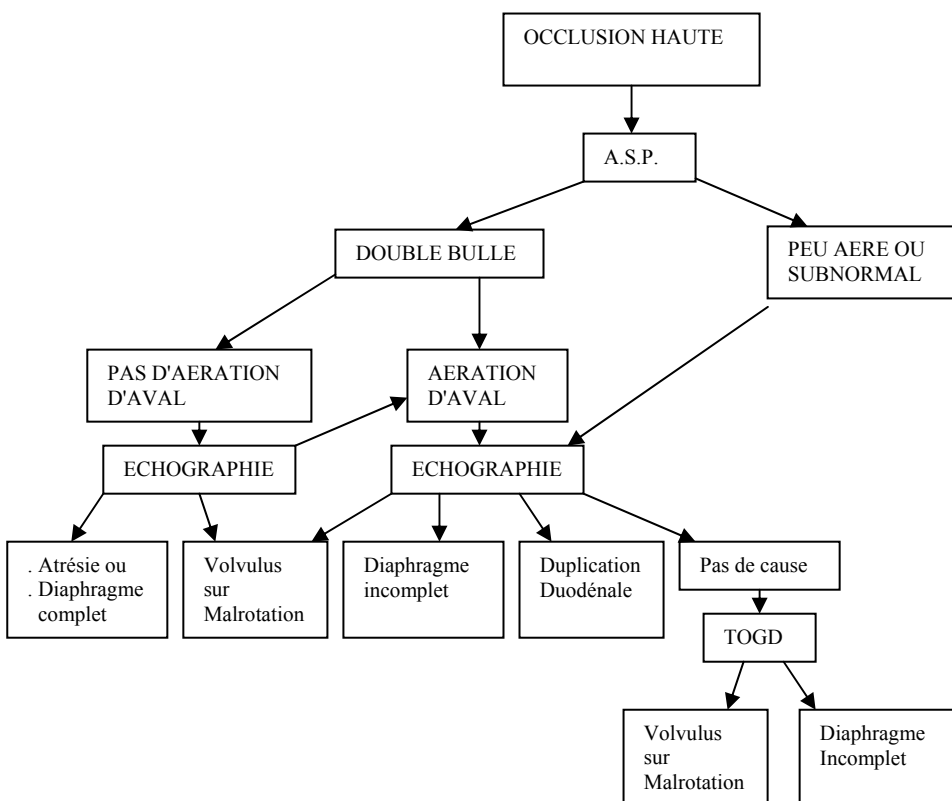 OCCLUSION HAUTE
A.S.P.
DOUBLE BULLE
PEU AERE OU
SUBNORMAL
PAS D'AERATION
D'AVAL
AERATION
D'AVAL
ECHOGRAPHIE
ECHOGRAPHIE
. Atrésie ou
. Diaphragme
complet
Volvulus
sur
Malrotation
Diaphragme
incomplet
Duplication
Duodénale
Pas de cause
TOGD
Volvulus
sur
Malrotation
Diaphragme
Incomplet